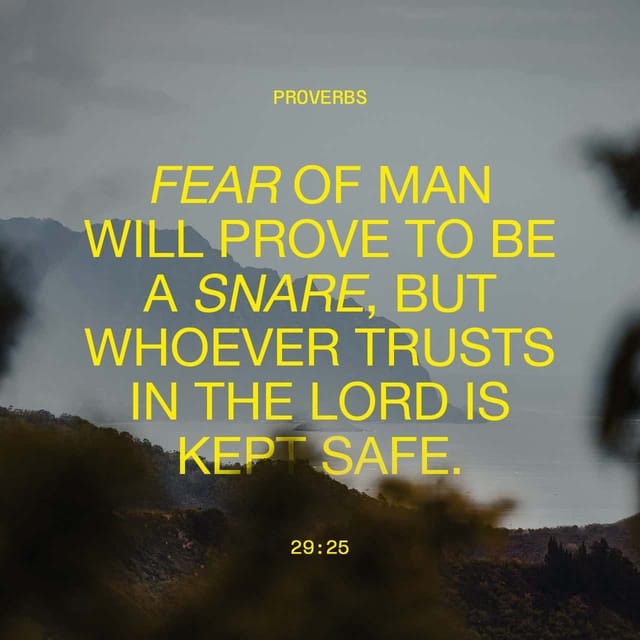 PROVERBS
FEAR OF MAN
WILL PROVE TO BE
A SNARE, BUT
WHOEVER TRUSTS
IN THE LORD IS
KEPT SAFE.
29:25